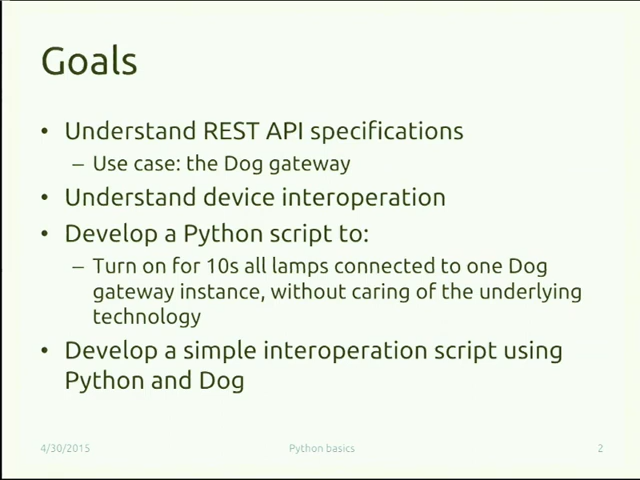 Goals
• Understand REST API specifications
– Use case: the Dog gateway
• Understand device interoperation
• Develop a Python script to:
– Turn on for 10s all lamps connected to one Dog
gateway instance, without caring of the underlying
technology
• Develop a simple interoperation script using
Python and Dog
4/30/2015 Python basics 2